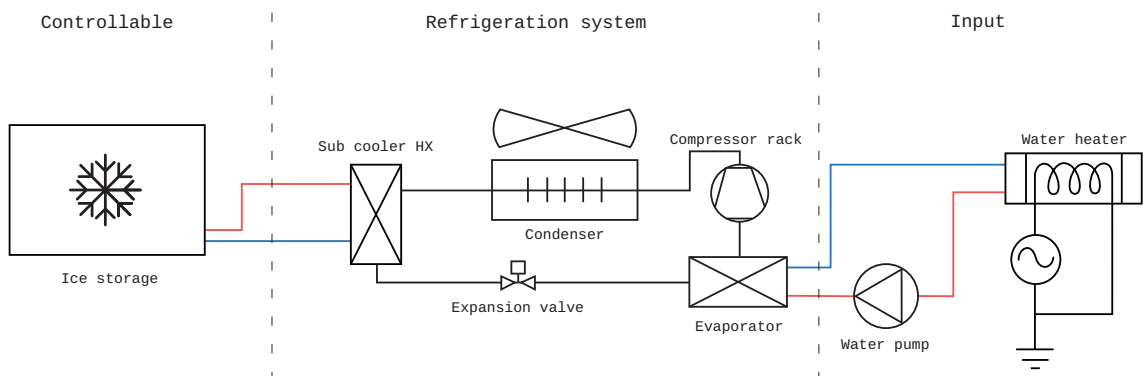 Controllable
Refrigeration system
Input
Sub cooler HX
Compressor rack
Water heater
Condenser
Ice storage
Expansion valve
Evaporator
Water pump